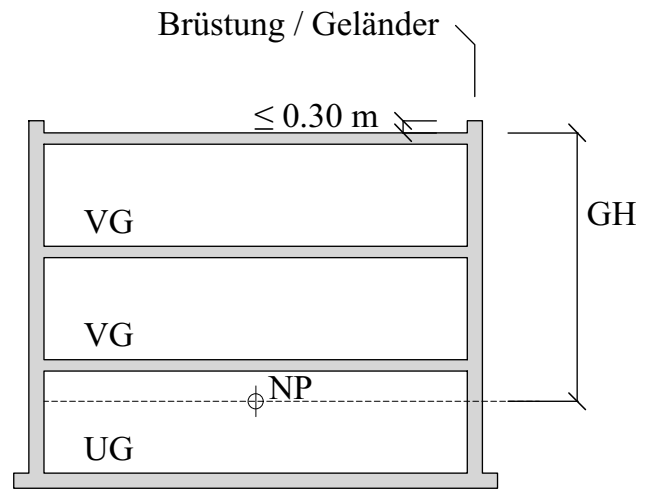 Brüstung / Geländer
≤ 0.30 m
VG
GH
VG
NP
UG